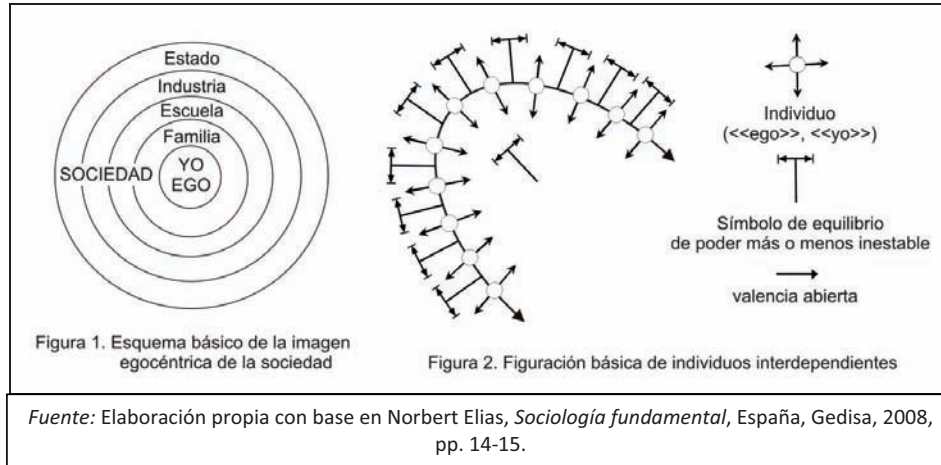 Estado
Industria
Escuela
Familia
YO
EGO
SOCIEDAD
Figura 1. Esquema básico de la imagen
egocéntrica de la sociedad
Individuo
(<<ego>>, <<yo>>)
Símbolo de equilibrio
de poder más o menos inestable
valencia abierta
Figura 2. Figuración básica de individuos interdependientes
Fuente: Elaboración propia con base en Norbert Elias, Sociología fundamental, España, Gedisa, 2008,
pp. 14-15.